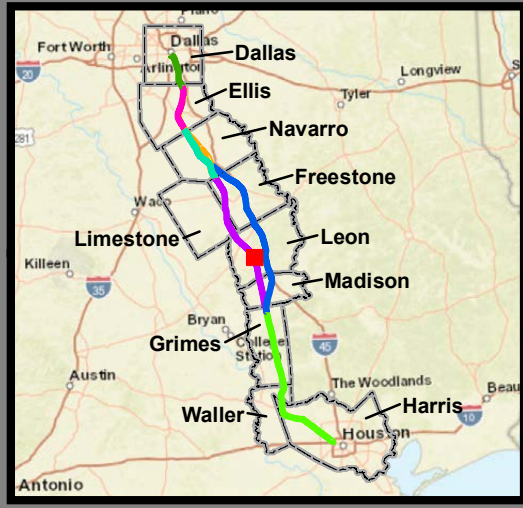 Plano
Fort Worth
Dallas
Dallas
Arlington
20
Longview
Ellis
Tyler
Navarro
281
Freestone
Waco
Limestone
Leon
Killeen
Madison
35
Bryan
Grimes
College
Station
45
Austin
The Woodlands
Waller
Harris
Beau
10
Houston
Antonio